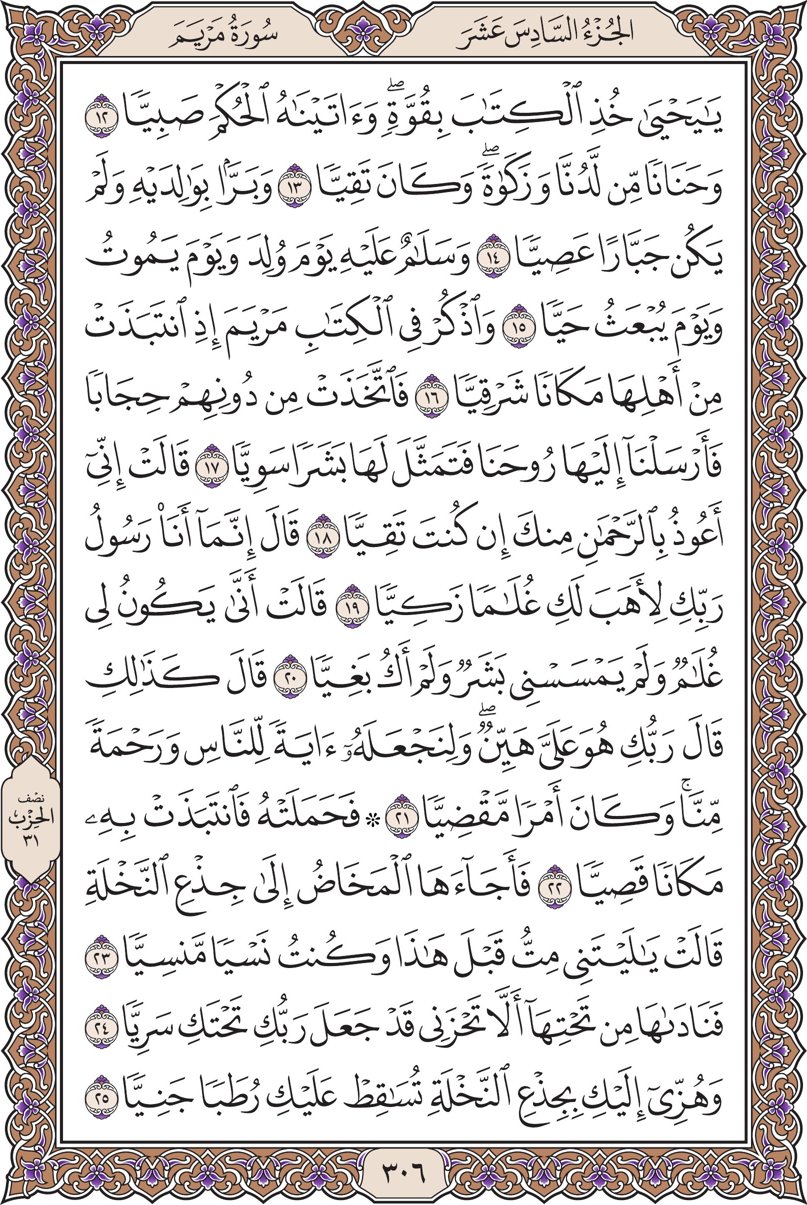 الجُزْءُ السَّادِسَ عَشَرَ
سُورَةُ مَرْيَمَ
يَٰيَحْيَىٰ خُذِ ٱلْكِتَٰبَ بِقُوَّةٖۖ وَءَاتَيْنَٰهُ ٱلْحُكْمَ صَبِيّٗا ١٢
وَحَنَانٗا مِّن لَّدُنَّا وَزَكَوٰةٗۖ وَكَانَ تَقِيّٗا ١٣ وَبَرَّۢا بِوَٰلِدَيْهِ وَلَمْ
يَكُن جَبَّارًا عَصِيّٗا ١٤ وَسَلَٰمٌ عَلَيْهِ يَوْمَ وُلِدَ وَيَوْمَ يَمُوتُ
وَيَوْمَ يُبْعَثُ حَيّٗا ١٥ وَٱذْكُرْ فِي ٱلْكِتَٰبِ مَرْيَمَ إِذِ ٱنتَبَذَتْ
مِنْ أَهْلِهَا مَكَانٗا شَرْقِيّٗا ١٦ فَٱتَّخَذَتْ مِن دُونِهِمْ حِجَابٗا
فَأَرْسَلْنَآ إِلَيْهَا رُوحَنَا فَتَمَثَّلَ لَهَا بَشَرٗا سَوِيّٗا ١٧ قَالَتْ إِنِّيٓ
أَعُوذُ بِٱلرَّحْمَٰنِ مِنكَ إِن كُنتَ تَقِيّٗا ١٨ قَالَ إِنَّمَآ أَنَا۠ رَسُولُ
رَبِّكِ لِأَهَبَ لَكِ غُلَٰمٗا زَكِيّٗا ١٩ قَالَتْ أَنَّىٰ يَكُونُ لِي
غُلَٰمٞ وَلَمْ يَمْسَسْنِي بَشَرٞ وَلَمْ أَكُ بَغِيّٗا ٢٠ قَالَ كَذَٰلِكِ
قَالَ رَبُّكِ هُوَ عَلَيَّ هَيِّنٞۖ وَلِنَجْعَلَهُۥٓ ءَايَةٗ لِّلنَّاسِ وَرَحْمَةٗ
مِّنَّاۚ وَكَانَ أَمْرٗا مَّقْضِيّٗا ٢١ ۞ فَحَمَلَتْهُ فَٱنتَبَذَتْ بِهِۦ
مَكَانٗا قَصِيّٗا ٢٢ فَأَجَآءَهَا ٱلْمَخَاضُ إِلَىٰ جِذْعِ ٱلنَّخْلَةِ
قَالَتْ يَٰلَيْتَنِي مِتُّ قَبْلَ هَٰذَا وَكُنتُ نَسْيٗا مَّنسِيّٗا ٢٣
فَنَادَىٰهَا مِن تَحْتِهَآ أَلَّا تَحْزَنِي قَدْ جَعَلَ رَبُّكِ تَحْتَكِ سَرِيّٗا ٢٤
وَهُزِّيٓ إِلَيْكِ بِجِذْعِ ٱلنَّخْلَةِ تُسَٰقِطْ عَلَيْكِ رُطَبٗا جَنِيّٗا ٢٥
نصف
الحِزْب
٣١
٣٠٦